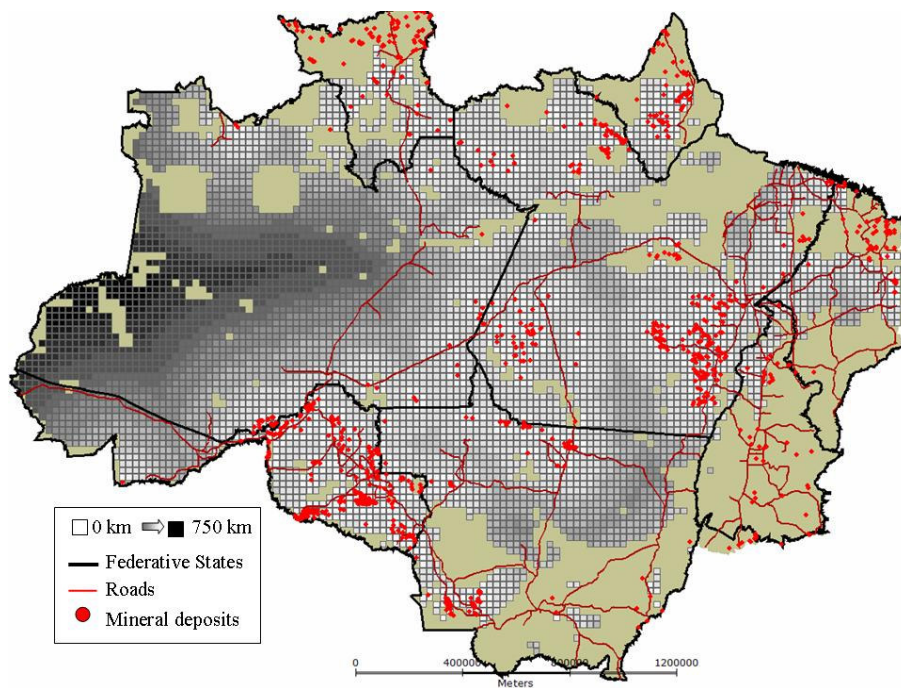 0 km 750 km
Federative States
Roads
Mineral deposits
0 400000 800000 1200000
Meters